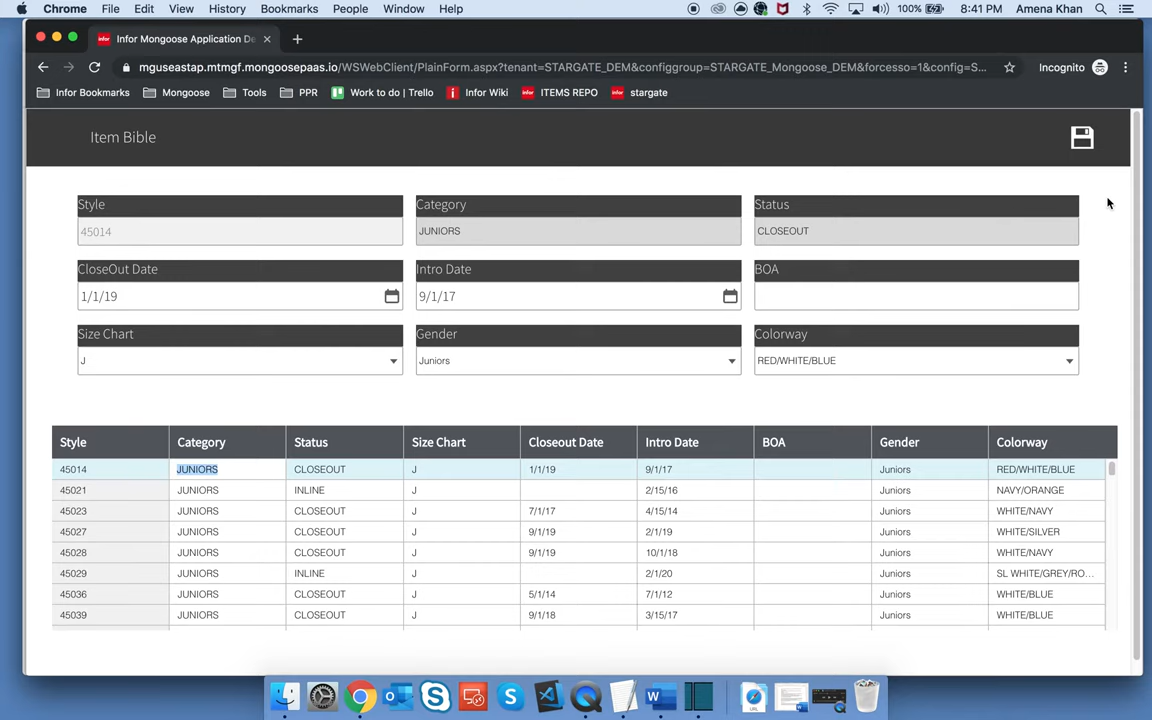 Chrome File Edit View History Bookmarks People Window Help 100% 8:41 PM Amena Khan
Infor Mongoose Application De
mguseastap.mtmgf.mongoosepaas.io/WSWebClient/PlainForm.aspx?tenant=STARGATE_DEM&configgroup=STARGATE_Mongoose_DEM&forcesso=1&config=S... Incognito
Infor Bookmarks Mongoose Tools PPR Work to do | Trello Infor Wiki ITEMS REPO stargate
Item Bible
Style Category Status
45014 JUNIORS CLOSEOUT
CloseOut Date Intro Date BOA
1/1/19 9/1/17
Size Chart Gender Colorway
J Juniors RED/WHITE/BLUE
Style Category Status Size Chart Closeout Date Intro Date BOA Gender Colorway
45014 JUNIORS CLOSEOUT J 1/1/19 9/1/17 Juniors RED/WHITE/BLUE
45021 JUNIORS INLINE J 2/15/16 Juniors NAVY/ORANGE
45023 JUNIORS CLOSEOUT J 7/1/17 4/15/14 Juniors WHITE/NAVY
45027 JUNIORS CLOSEOUT J 9/1/19 2/1/19 Juniors WHITE/SILVER
45028 JUNIORS CLOSEOUT J 9/1/19 10/1/18 Juniors WHITE/NAVY
45029 JUNIORS INLINE J 2/1/20 Juniors SL WHITE/GREY/RO...
45036 JUNIORS CLOSEOUT J 5/1/14 7/1/12 Juniors WHITE/BLUE
45039 JUNIORS CLOSEOUT J 9/1/18 3/15/17 Juniors WHITE/BLUE